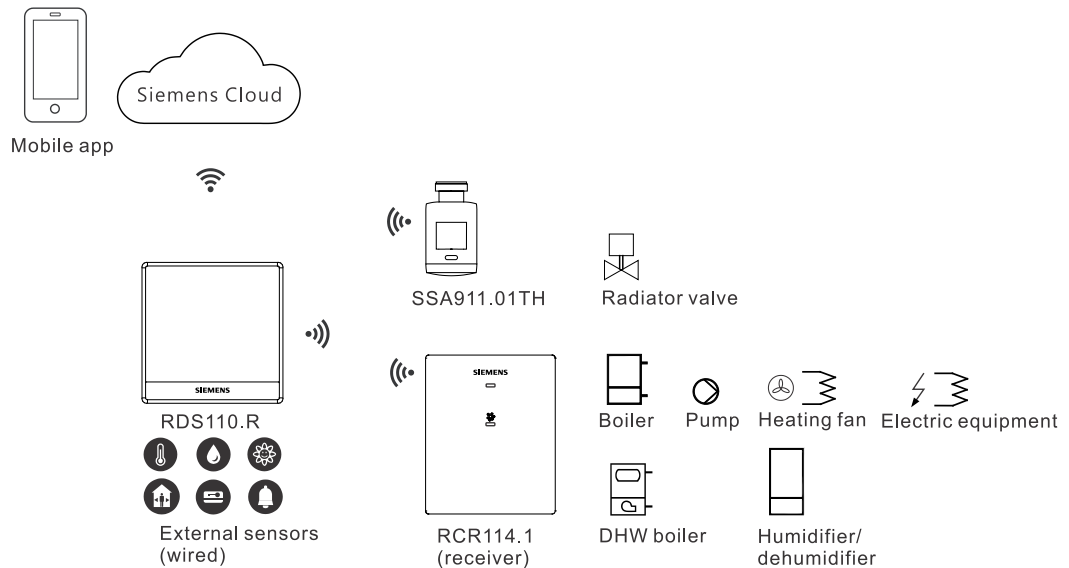 Siemens Cloud
Mobile app
SSA911.01TH
Radiator valve
SIEMENS
RDS110.R
SIEMENS
Boiler
Pump
Heating fan
Electric equipment
External sensors
(wired)
RCR114.1
(receiver)
DHW boiler
Humidifier/
dehumidifier